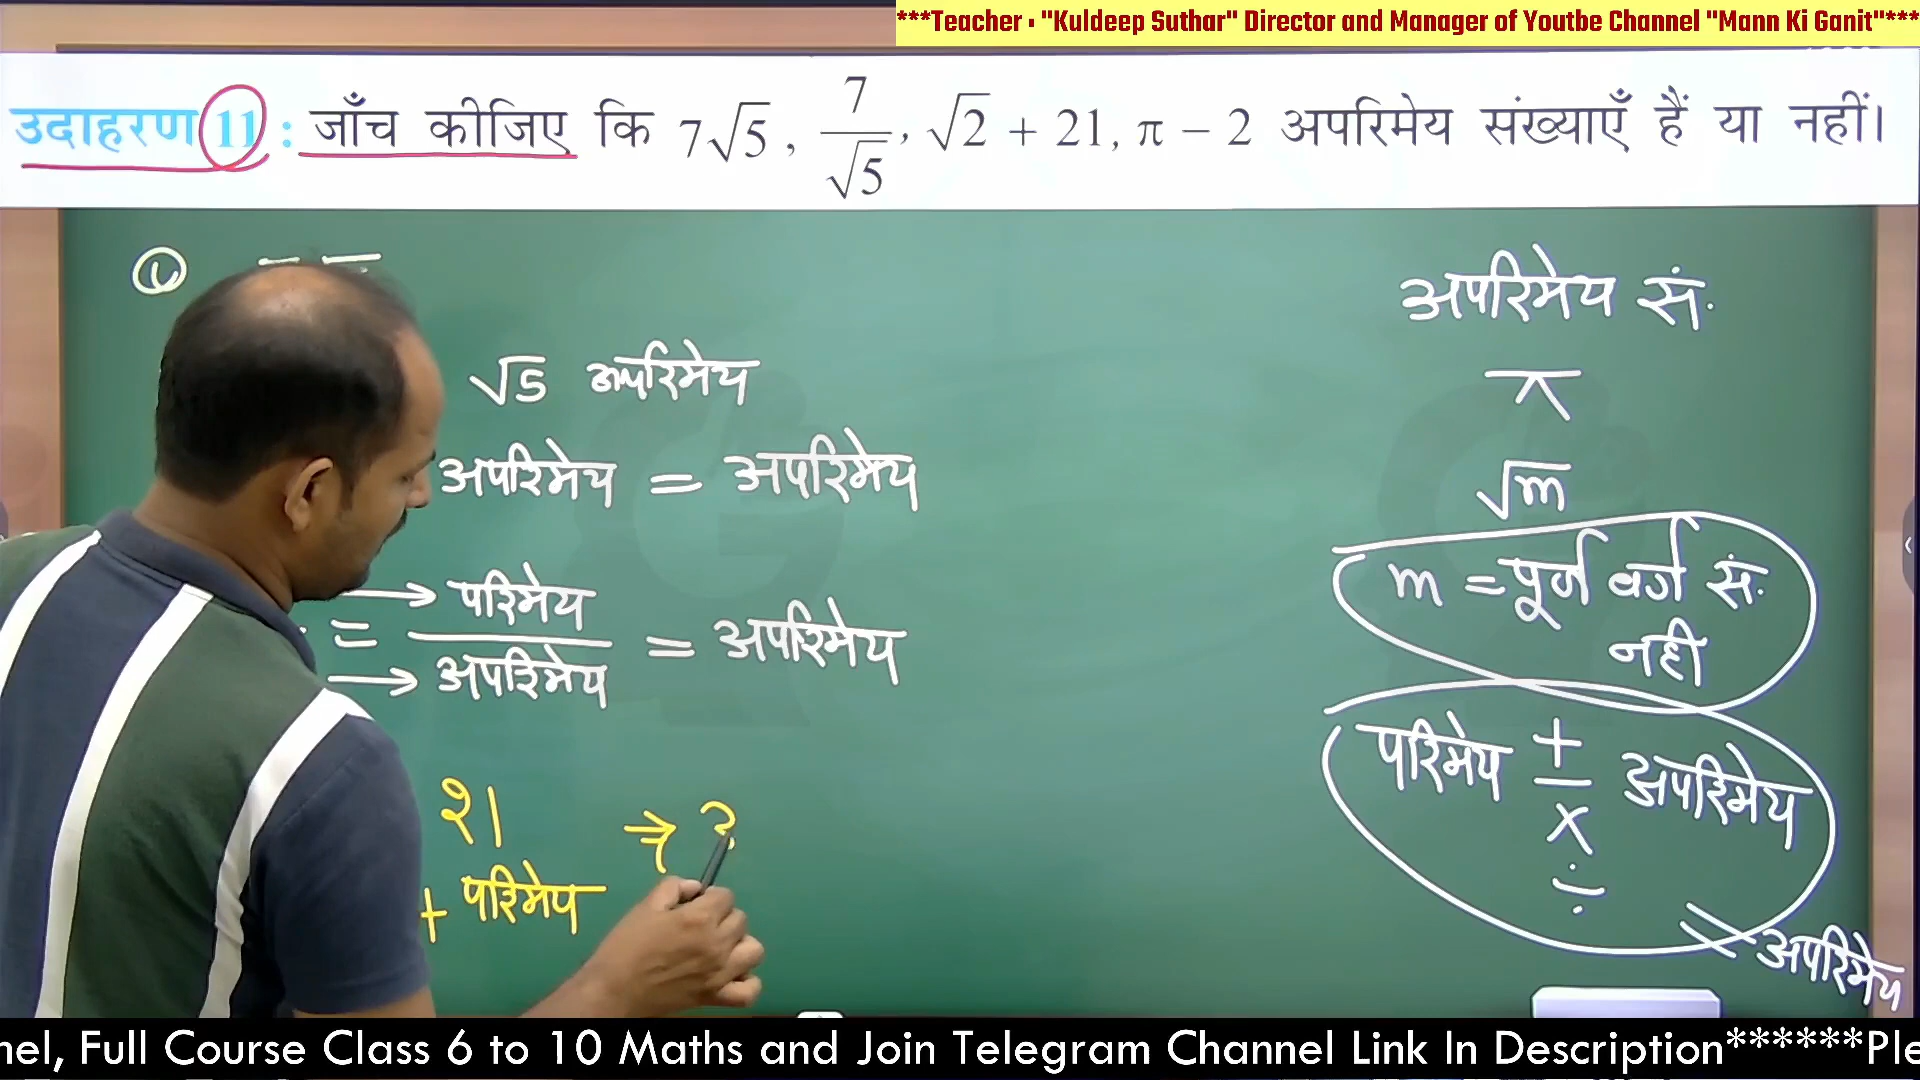 ***Teacher : "Kuldeep Suthar" Director and Manager of Youtbe Channel "Mann Ki Ganit"***
उदाहरण 11 : जाँच कीजिए कि 7√5 , 7/√5 , √2 + 21, π – 2 अपरिमेय संख्याएँ हैं या नहीं।
√5 अपरिमेय
अपरिमेय = अपरिमेय
→ परिमेय
= = अपरिमेय
→ अपरिमेय
21 → ?
+ परिमेय
अपरिमेय सं.
π
√m
m = पूर्ण वर्ग सं.
नही
परिमेय + - × ÷ अपरिमेय
अपरिमेय
nel, Full Course Class 6 to 10 Maths and Join Telegram Channel Link In Description******Ple